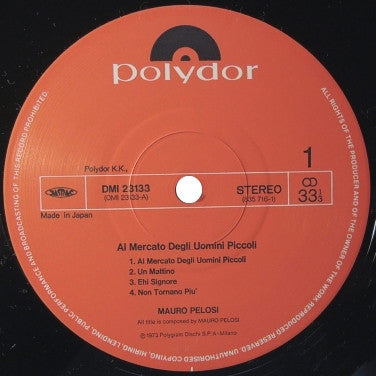 polydor
Polydor K.K.,
DMI 23133
(DMI 23133-A)
Made in Japan
1
STEREO
(835 716-1)
33 1/3
Al Mercato Degli Uomini Piccoli
1. Al Mercato Degli Uomini Piccoli
2. Un Mattino
3. Ehi Signore
4. Non Tornano Piu'
MAURO PELOSI
All title is composed by MAURO PELOSI
Ⓟ 1973 Polygram Dischi S.P.A-Milano
ALL RIGHTS OF THE PRODUCER AND OF THE OWNER OF THE WORK REPRODUCED RESERVED. UNAUTHORISED COPYING, HIRING, LENDING, PUBLIC PERFORMANCE AND BROADCASTING OF THIS RECORD PROHIBITED.